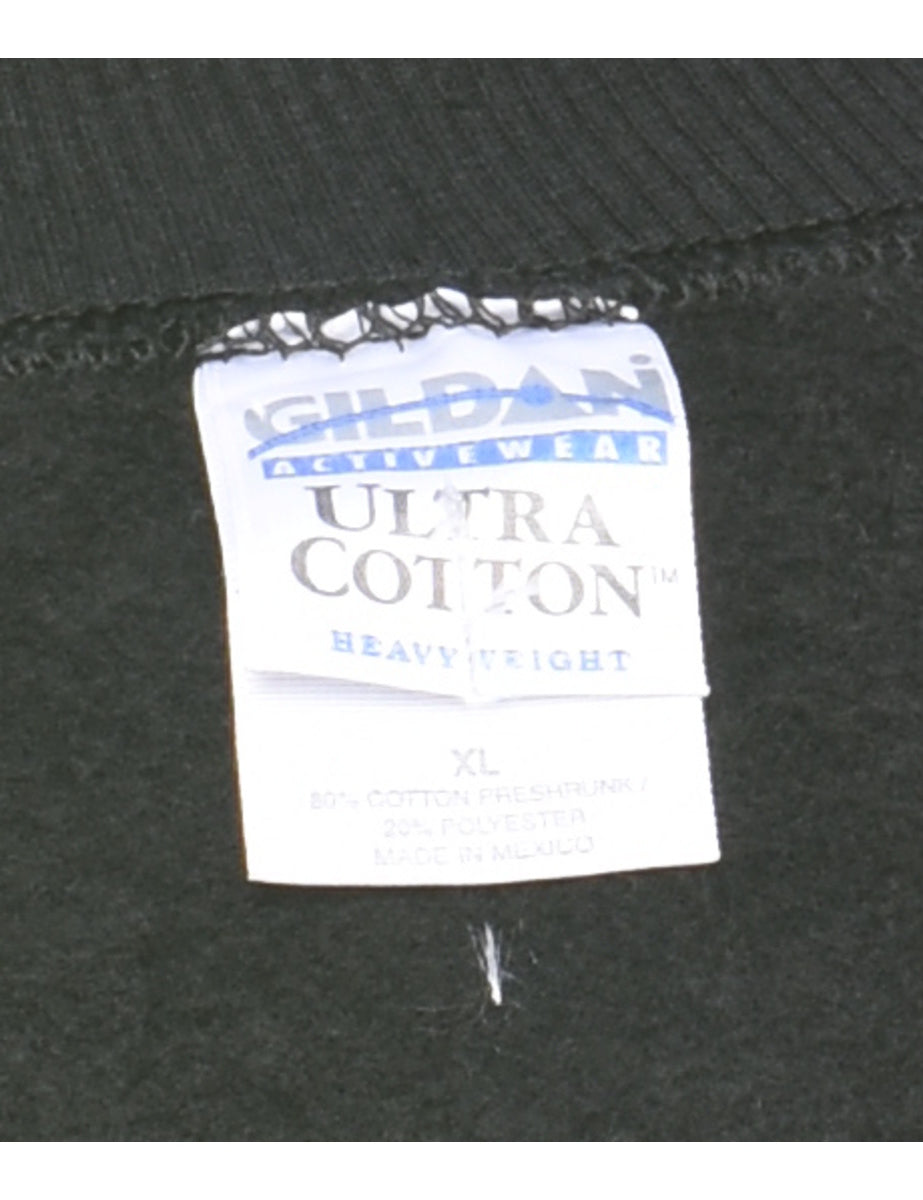 GILDAN
ACTIVEWEAR
ULTRA
COTTON™
HEAVYWEIGHT
XL
80% COTTON PRESHRUNK /
20% POLYESTER
MADE IN MEXICO